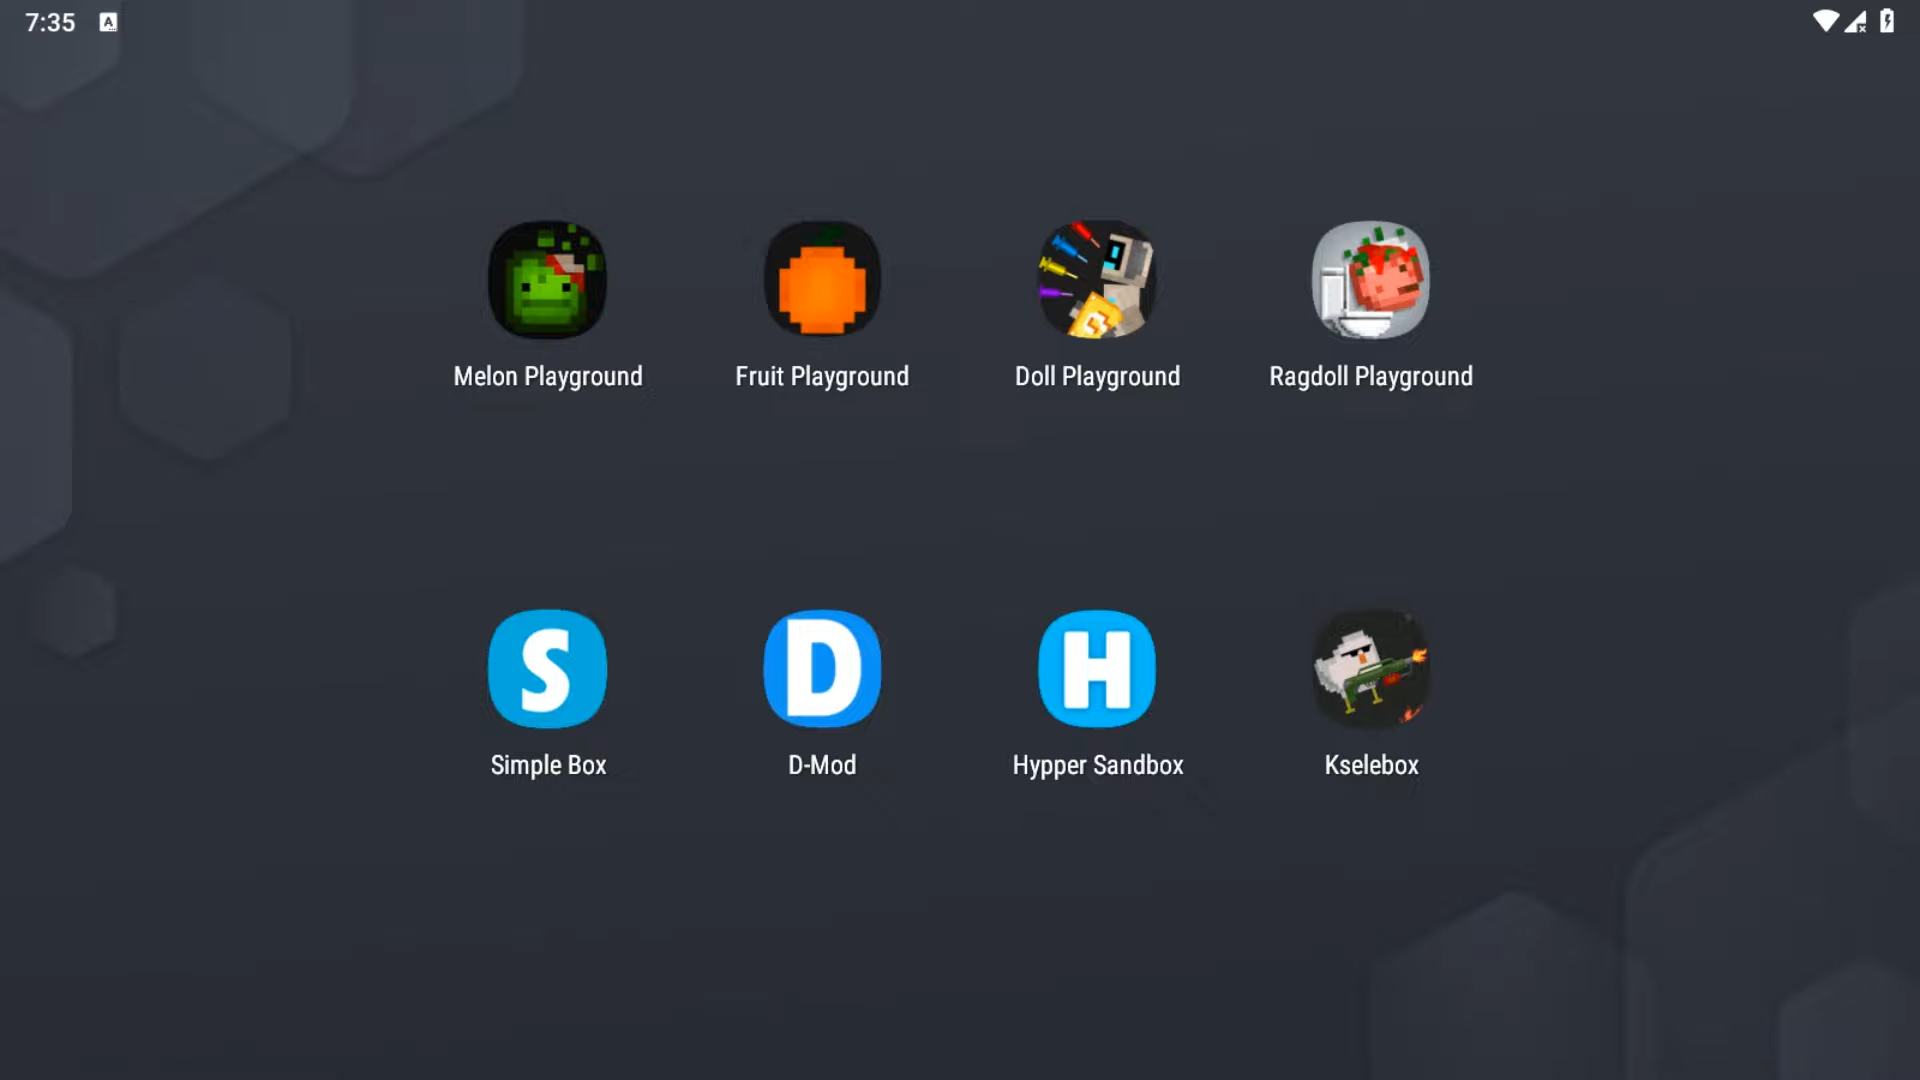 7:35 A
Melon Playground Fruit Playground Doll Playground Ragdoll Playground
S D H
Simple Box D-Mod Hypper Sandbox Kselebox